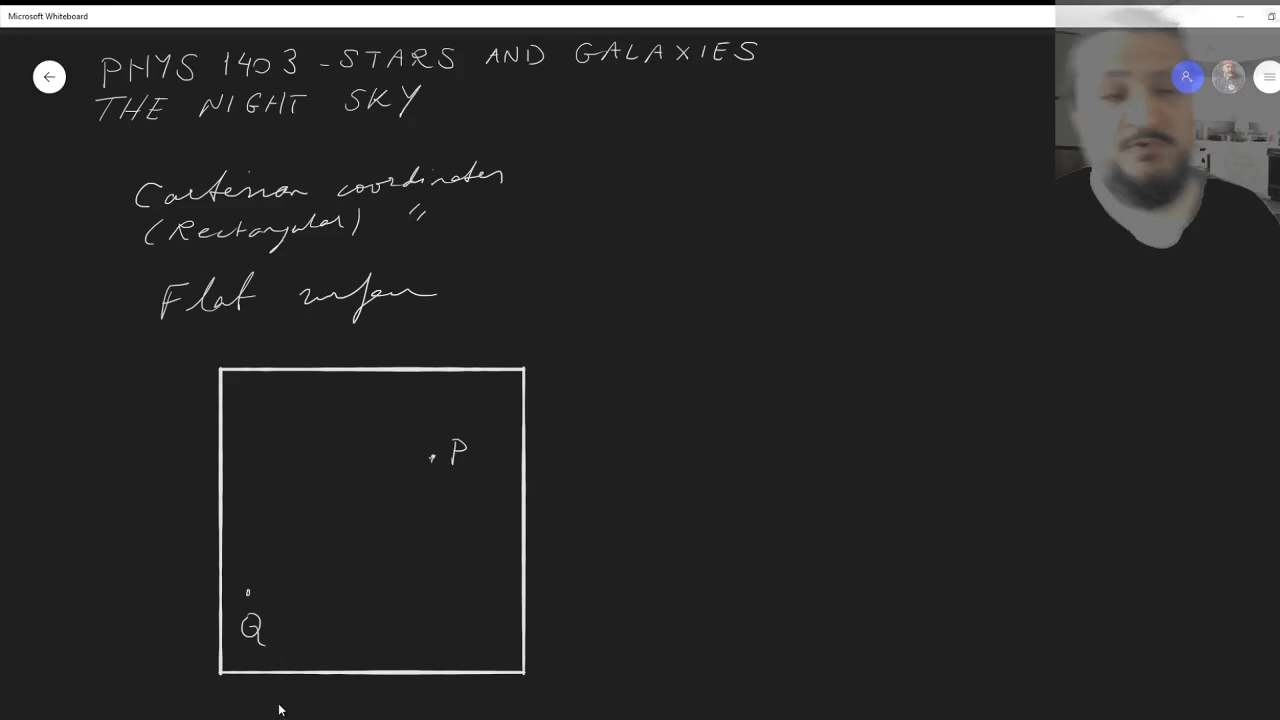 Microsoft Whiteboard
PHYS 1403 - STARS AND GALAXIES
THE NIGHT SKY
Cartesian coordinates
(Rectangular) "
Flat surface
P
Q